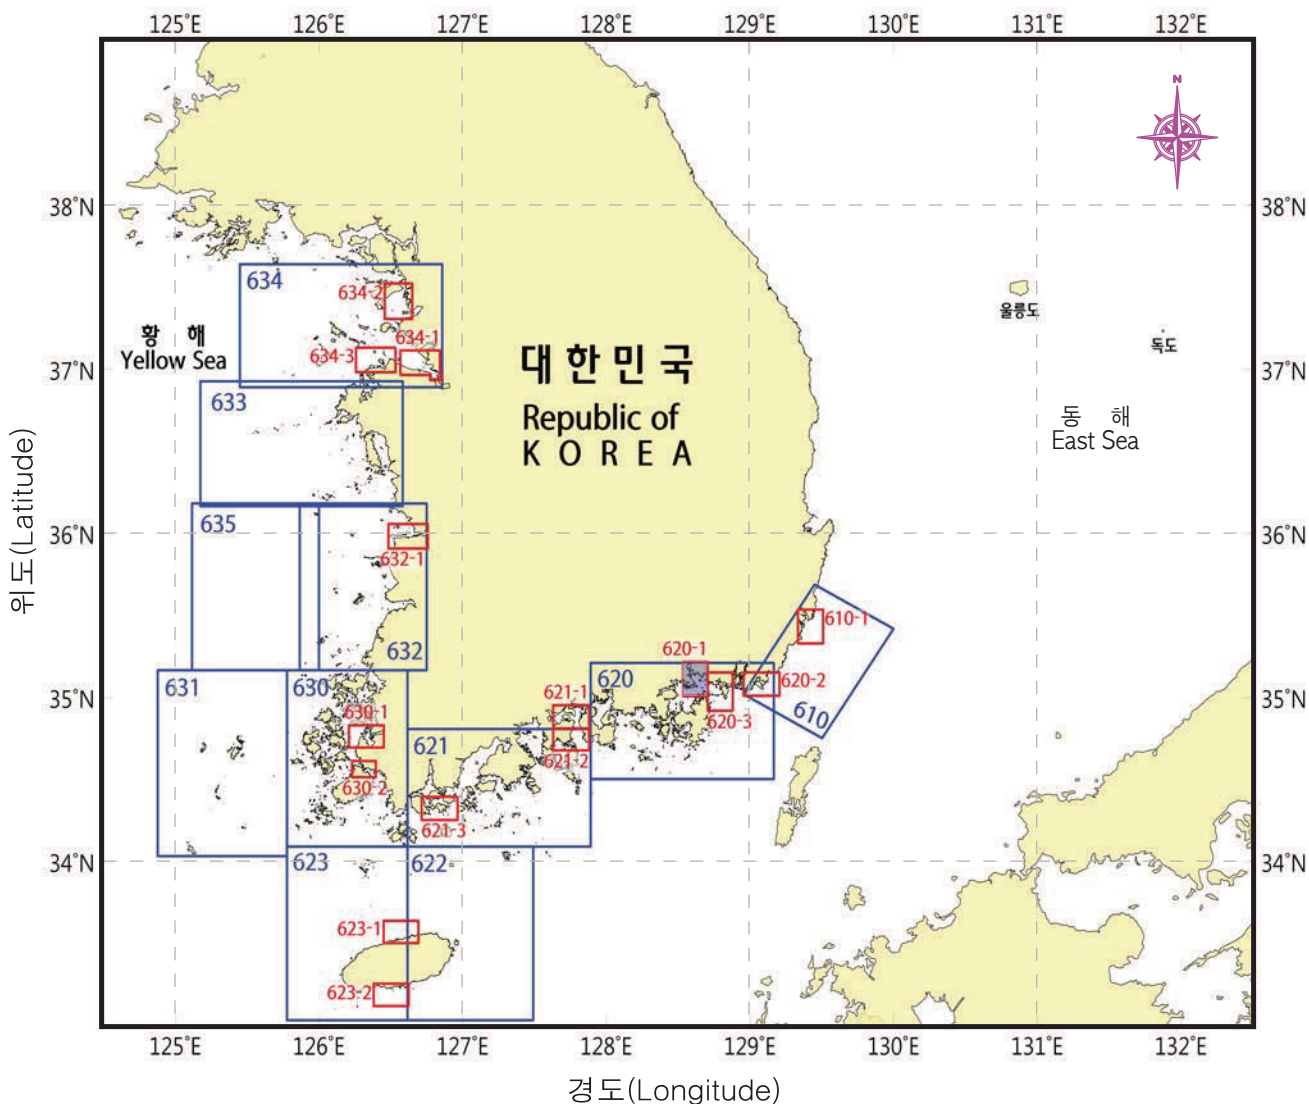 125°E 126°E 127°E 128°E 129°E 130°E 131°E 132°E
N
38°N 38°N
634
634-2
울릉도
황 해
Yellow Sea
634-1
634-3
독도
대한민국
37°N 37°N
633
Republic of
KOREA
동 해
East Sea
635
36°N 36°N
632-1
위도(Latitude)
610-1
632
620-1
631
630
620
620-2
35°N 35°N
621-1
630-1
620-3
610
621
621-2
630-2
621-3
34°N 34°N
623
622
623-1
623-2
125°E 126°E 127°E 128°E 129°E 130°E 131°E 132°E
경도(Longitude)